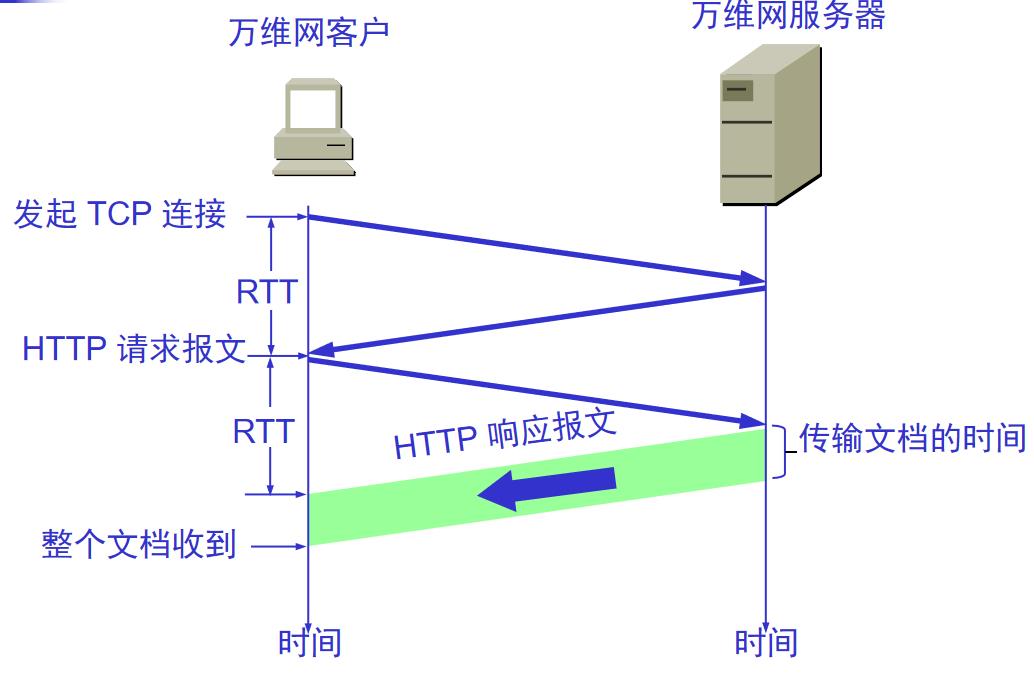 万维网客户
万维网服务器
发起 TCP 连接
RTT
HTTP 请求报文
RTT
HTTP 响应报文
传输文档的时间
整个文档收到
时间
时间